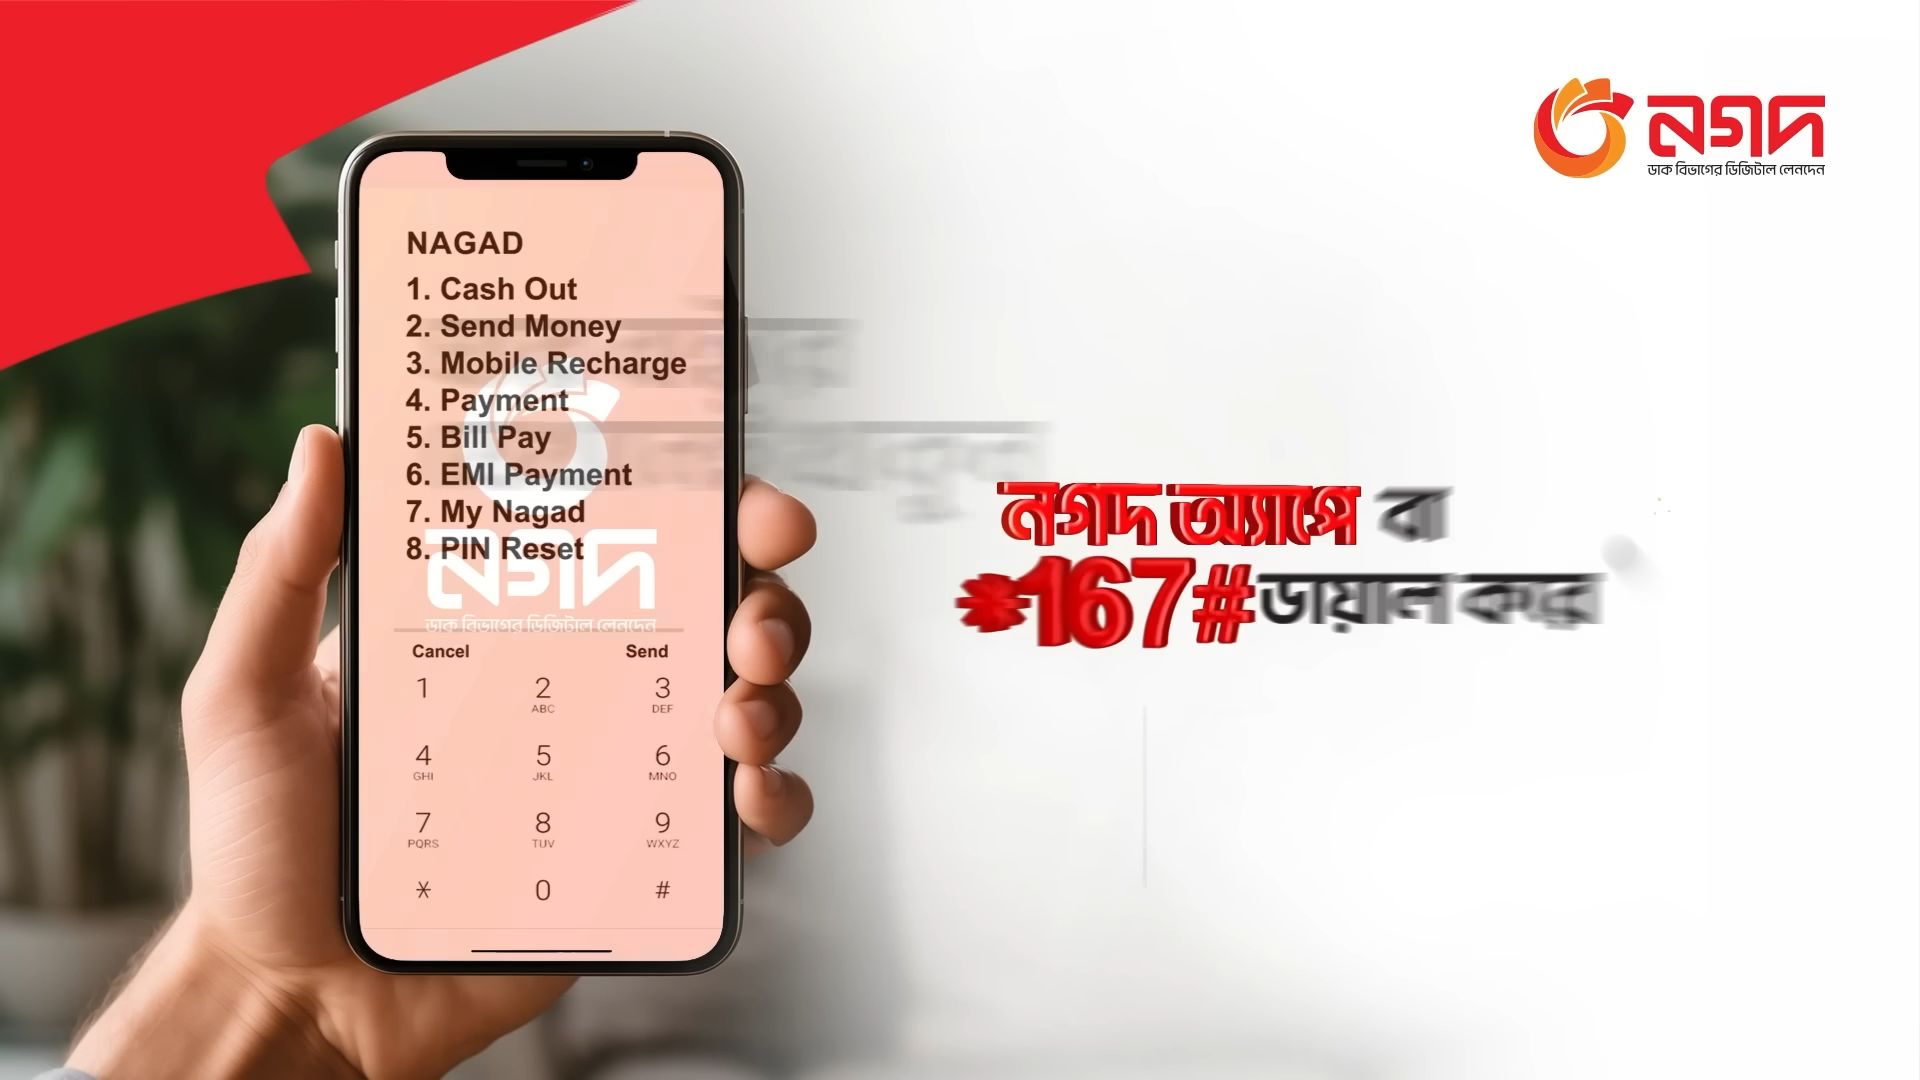 নগদ
ডাক বিভাগের ডিজিটাল লেনদেন
NAGAD
1. Cash Out
2. Send Money
3. Mobile Recharge
4. Payment
5. Bill Pay
6. EMI Payment
7. My Nagad
8. PIN Reset
নগদ
ডাক বিভাগের ডিজিটাল লেনদেন
Cancel Send
1 2 3
ABC DEF
4 5 6
GHI JKL MNO
7 8 9
PQRS TUV WXYZ
* 0 #
নগদ অ্যাপে বা
*167# ডায়াল করে